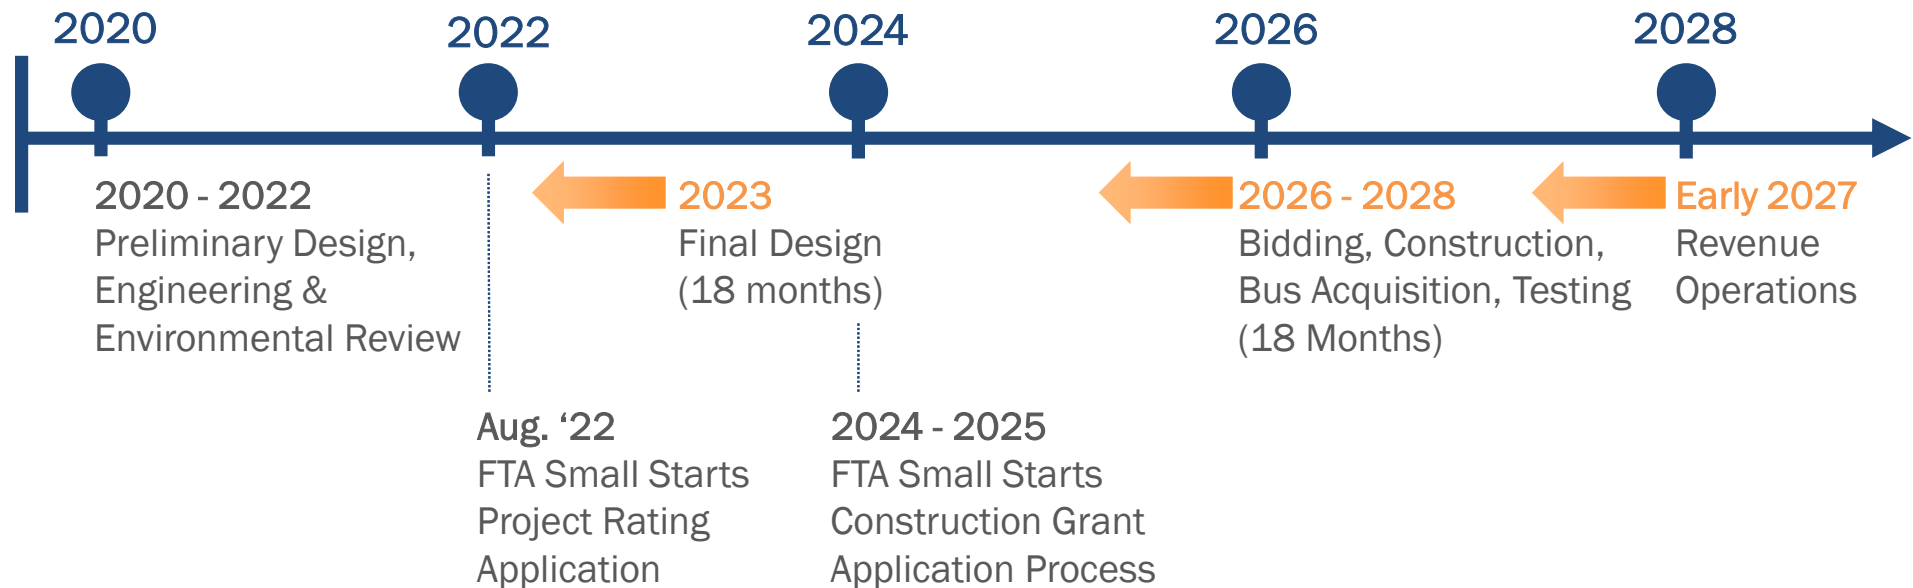 2020
2022
2024
2026
2028
2020 - 2022
Preliminary Design,
Engineering &
Environmental Review
2023
Final Design
(18 months)
2026 - 2028
Bidding, Construction,
Bus Acquisition, Testing
(18 Months)
Early 2027
Revenue
Operations
Aug. ‘22
FTA Small Starts
Project Rating
Application
2024 - 2025
FTA Small Starts
Construction Grant
Application Process